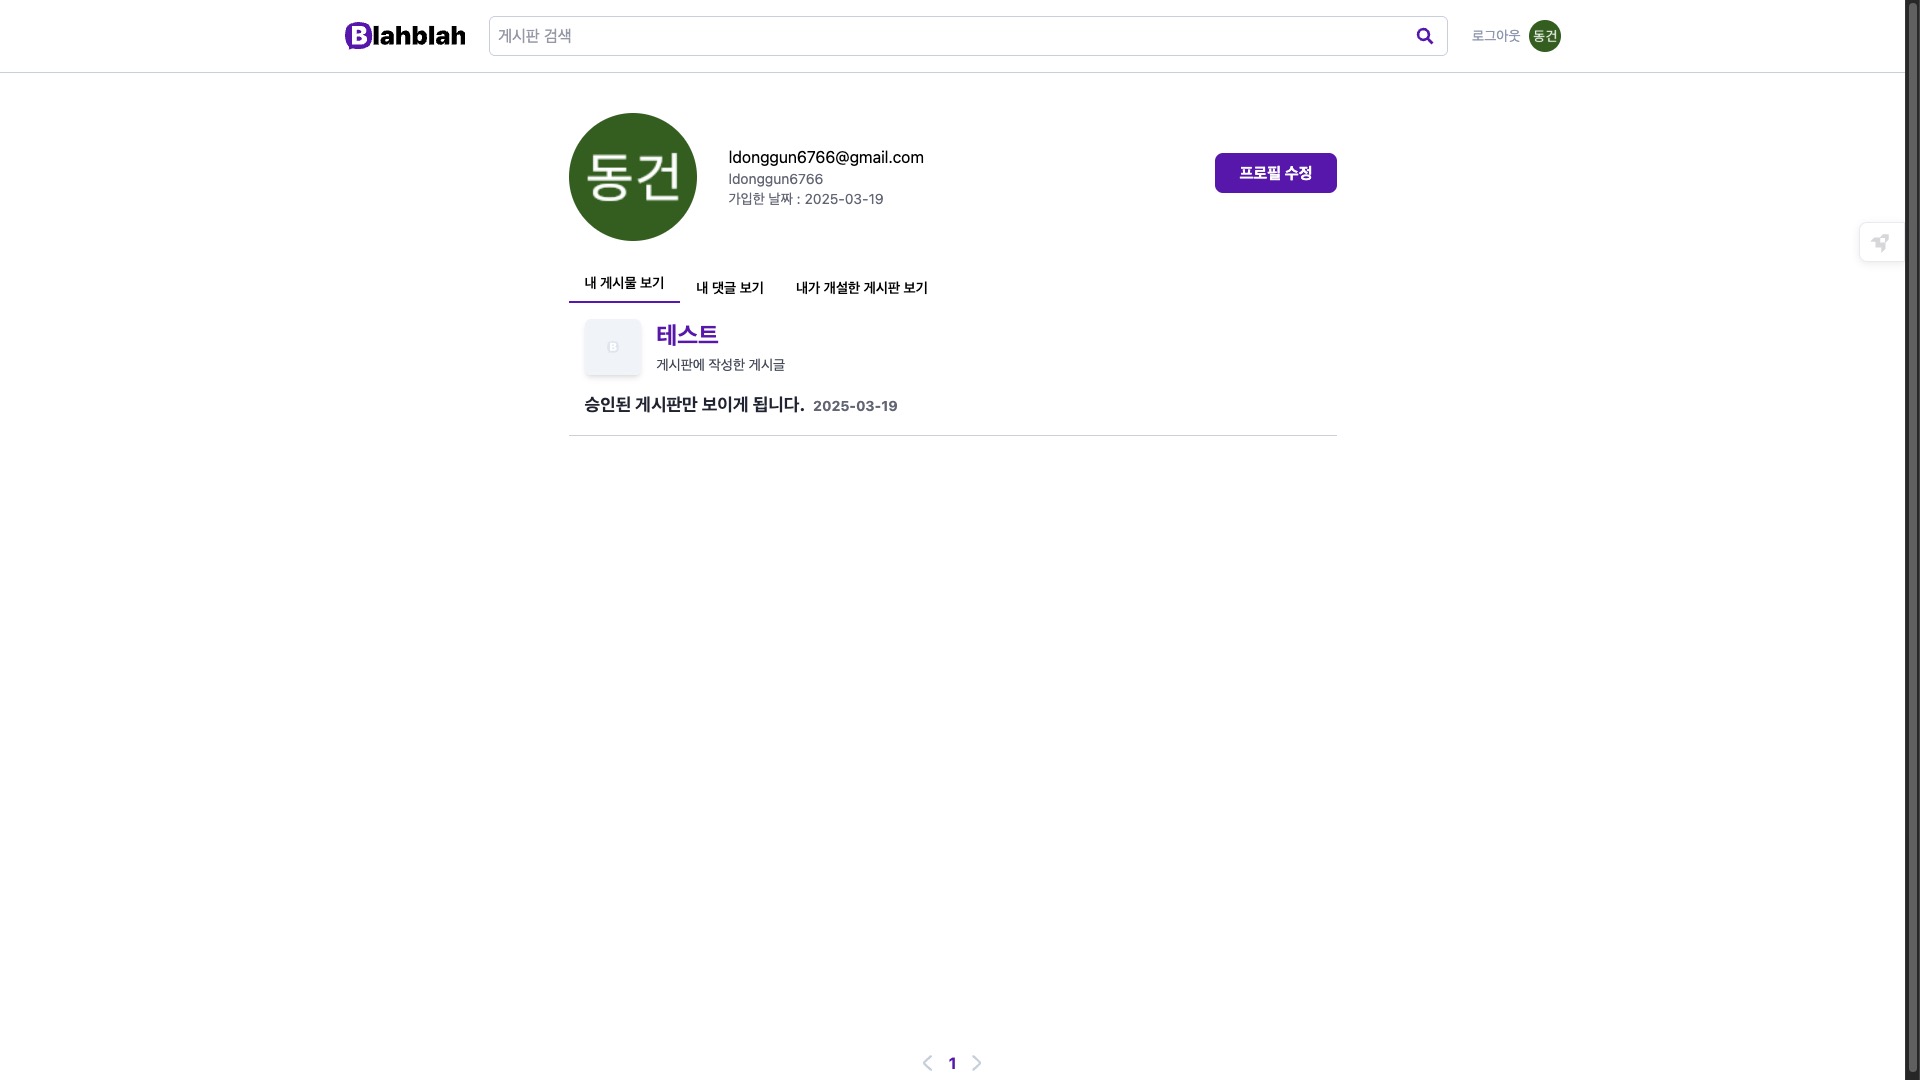 Blahblah
게시판 검색
로그아웃
동건
동건
ldonggun6766@gmail.com
ldonggun6766
가입한 날짜 : 2025-03-19
프로필 수정
내 게시물 보기
내 댓글 보기
내가 개설한 게시판 보기
B
테스트
게시판에 작성한 게시글
승인된 게시판만 보이게 됩니다. 2025-03-19
1